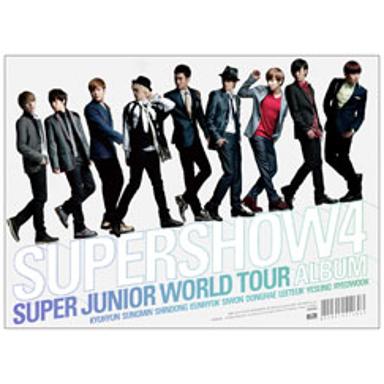 SUPERSHOW4
SUPER JUNIOR WORLD TOUR ALBUM
KYUHYUN SUNGMIN SHINDONG EUNHYUK SIWON DONGHAE LEETEUK YESUNG RYEOWOOK